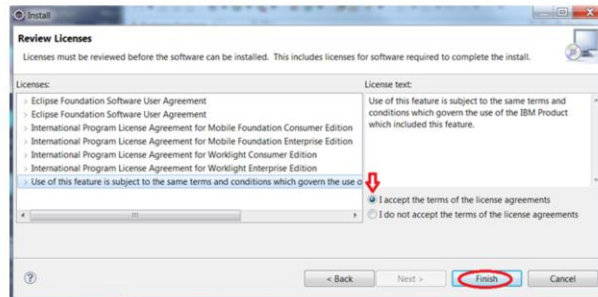 Install
Review Licenses
Licenses must be reviewed before the software can be installed. This includes licenses for software required to complete the install.
Licenses:
Eclipse Foundation Software User Agreement
Eclipse Foundation Software User Agreement
International Program License Agreement for Mobile Foundation Consumer Edition
International Program License Agreement for Mobile Foundation Enterprise Edition
International Program License Agreement for Worklight Consumer Edition
International Program License Agreement for Worklight Enterprise Edition
Use of this feature is subject to the same terms and conditions which govern the use o
License text:
Use of this feature is subject to the same terms and
conditions which govern the use of the IBM Product
which included this feature.
I accept the terms of the license agreements
I do not accept the terms of the license agreements
< Back
Next >
Finish
Cancel